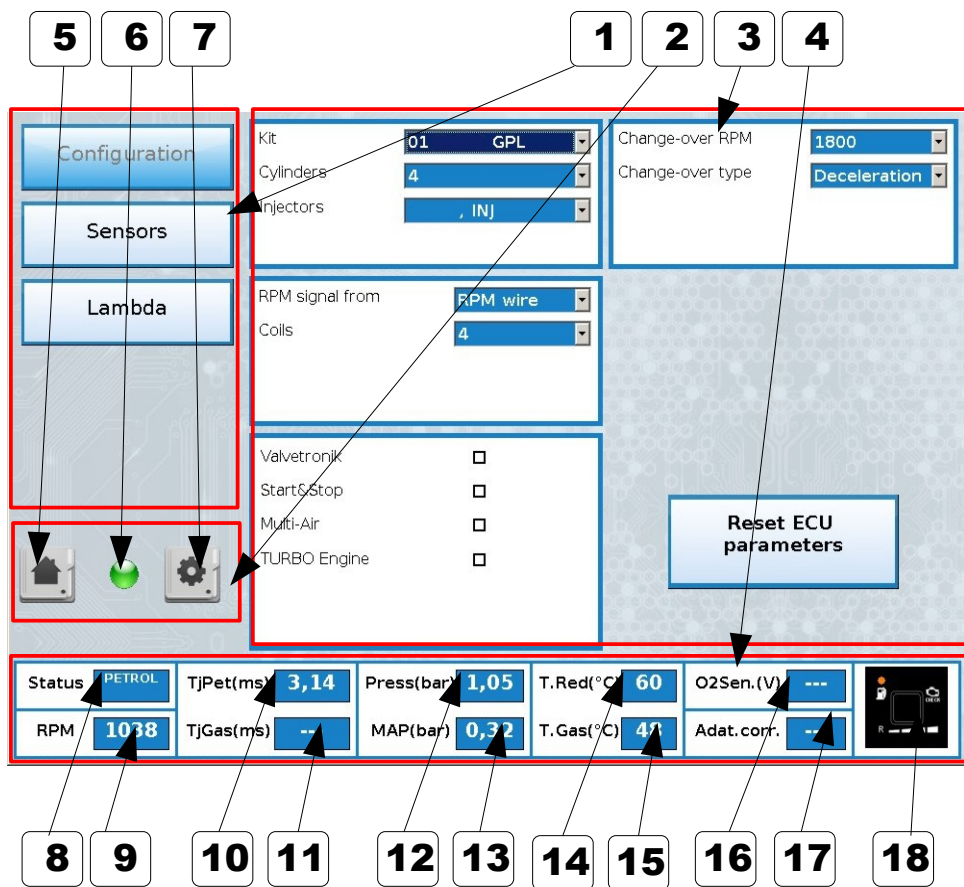 5 6 7 1 2 3 4
Configuration
Sensors
Lambda
Kit 01 GPL
Cylinders 4
Injectors , INJ
Change-over RPM 1800
Change-over type Deceleration
RPM signal from RPM wire
Coils 4
Valvetronik
Start&Stop
Multi-Air
TURBO Engine
Reset ECU
parameters
Status PETROL TjPet(ms) 3,14 Press(bar) 1,05 T.Red(°C) 60 O2Sen.(V) ---
RPM 1038 TjGas(ms) --- MAP(bar) 0,32 T.Gas(°C) 48 Adat.corr. ---
CHECK
R
8 9 10 11 12 13 14 15 16 17 18